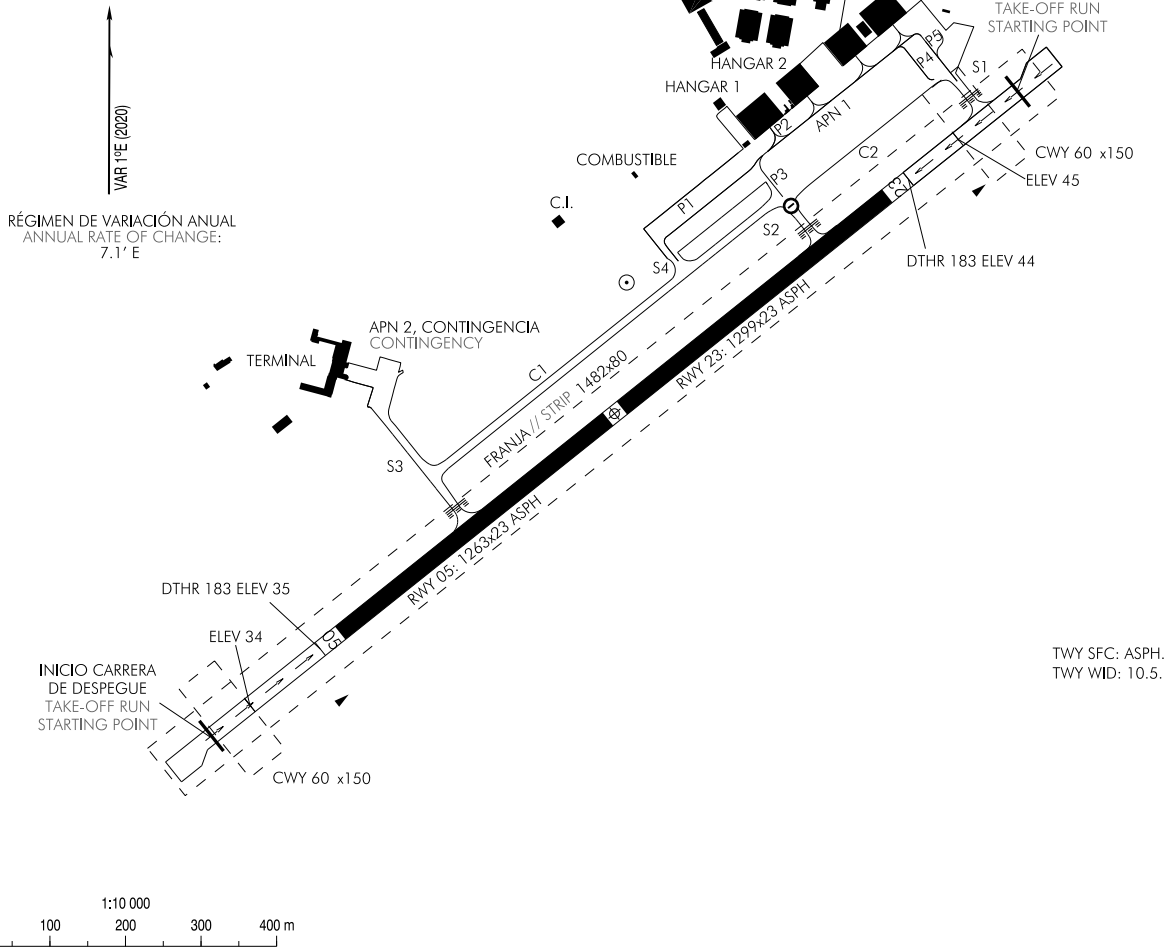 TAKE-OFF RUN
STARTING POINT
HANGAR 2
HANGAR 1
P5
P4
S1
APN 1
P2
C2
CWY 60 x150
ELEV 45
COMBUSTIBLE
P3
P1
23
C.I.
S2
DTHR 183 ELEV 44
S4
VAR 1ºE (2020)
RÉGIMEN DE VARIACIÓN ANUAL
ANNUAL RATE OF CHANGE:
7.1' E
APN 2, CONTINGENCIA
CONTINGENCY
TERMINAL
C1
FRANJA // STRIP 1482x80
RWY 23: 1299x23 ASPH
S3
RWY 05: 1263x23 ASPH
DTHR 183 ELEV 35
05
ELEV 34
INICIO CARRERA
DE DESPEGUE
TAKE-OFF RUN
STARTING POINT
CWY 60 x150
TWY SFC: ASPH.
TWY WID: 10.5.
1:10 000
100 200 300 400 m